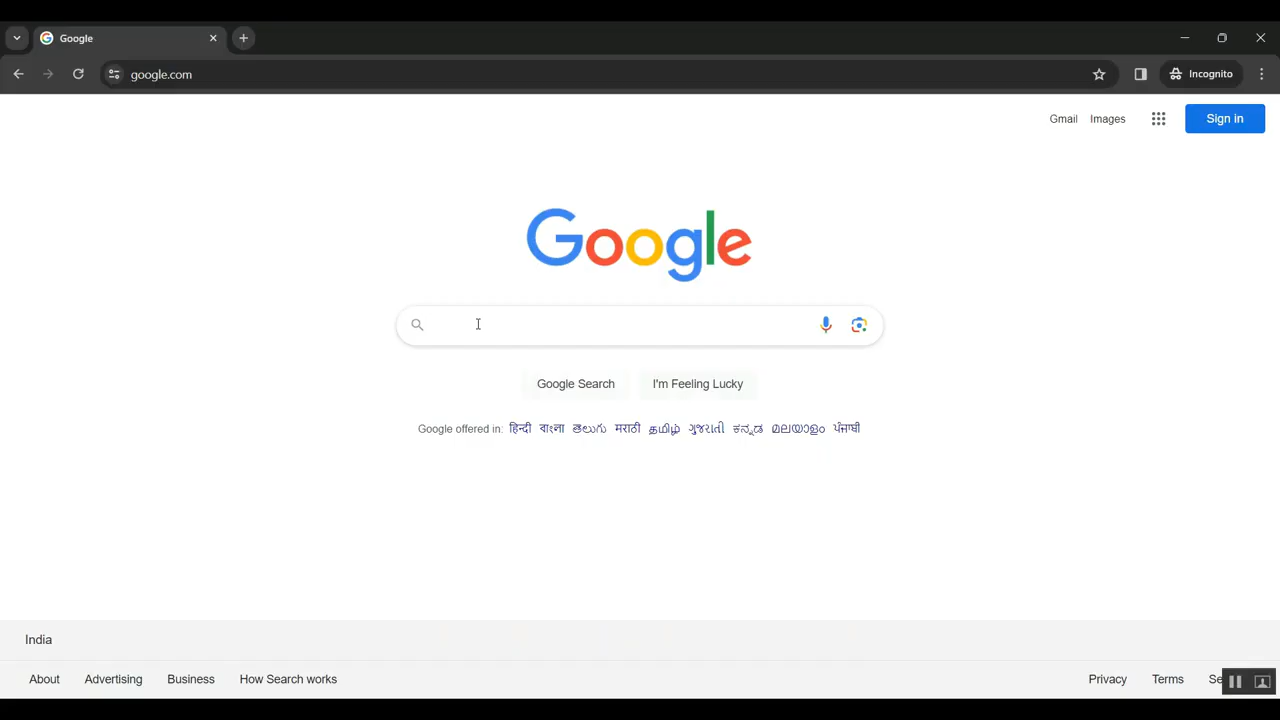 Google
google.com
Incognito
Gmail Images Sign in
Google
Google Search I'm Feeling Lucky
Google offered in: हिन्दी বাংলা తెలుగు मराठी தமிழ் ગુજરાતી ಕನ್ನಡ മലയാളം ਪੰਜਾਬੀ
India
About Advertising Business How Search works Privacy Terms